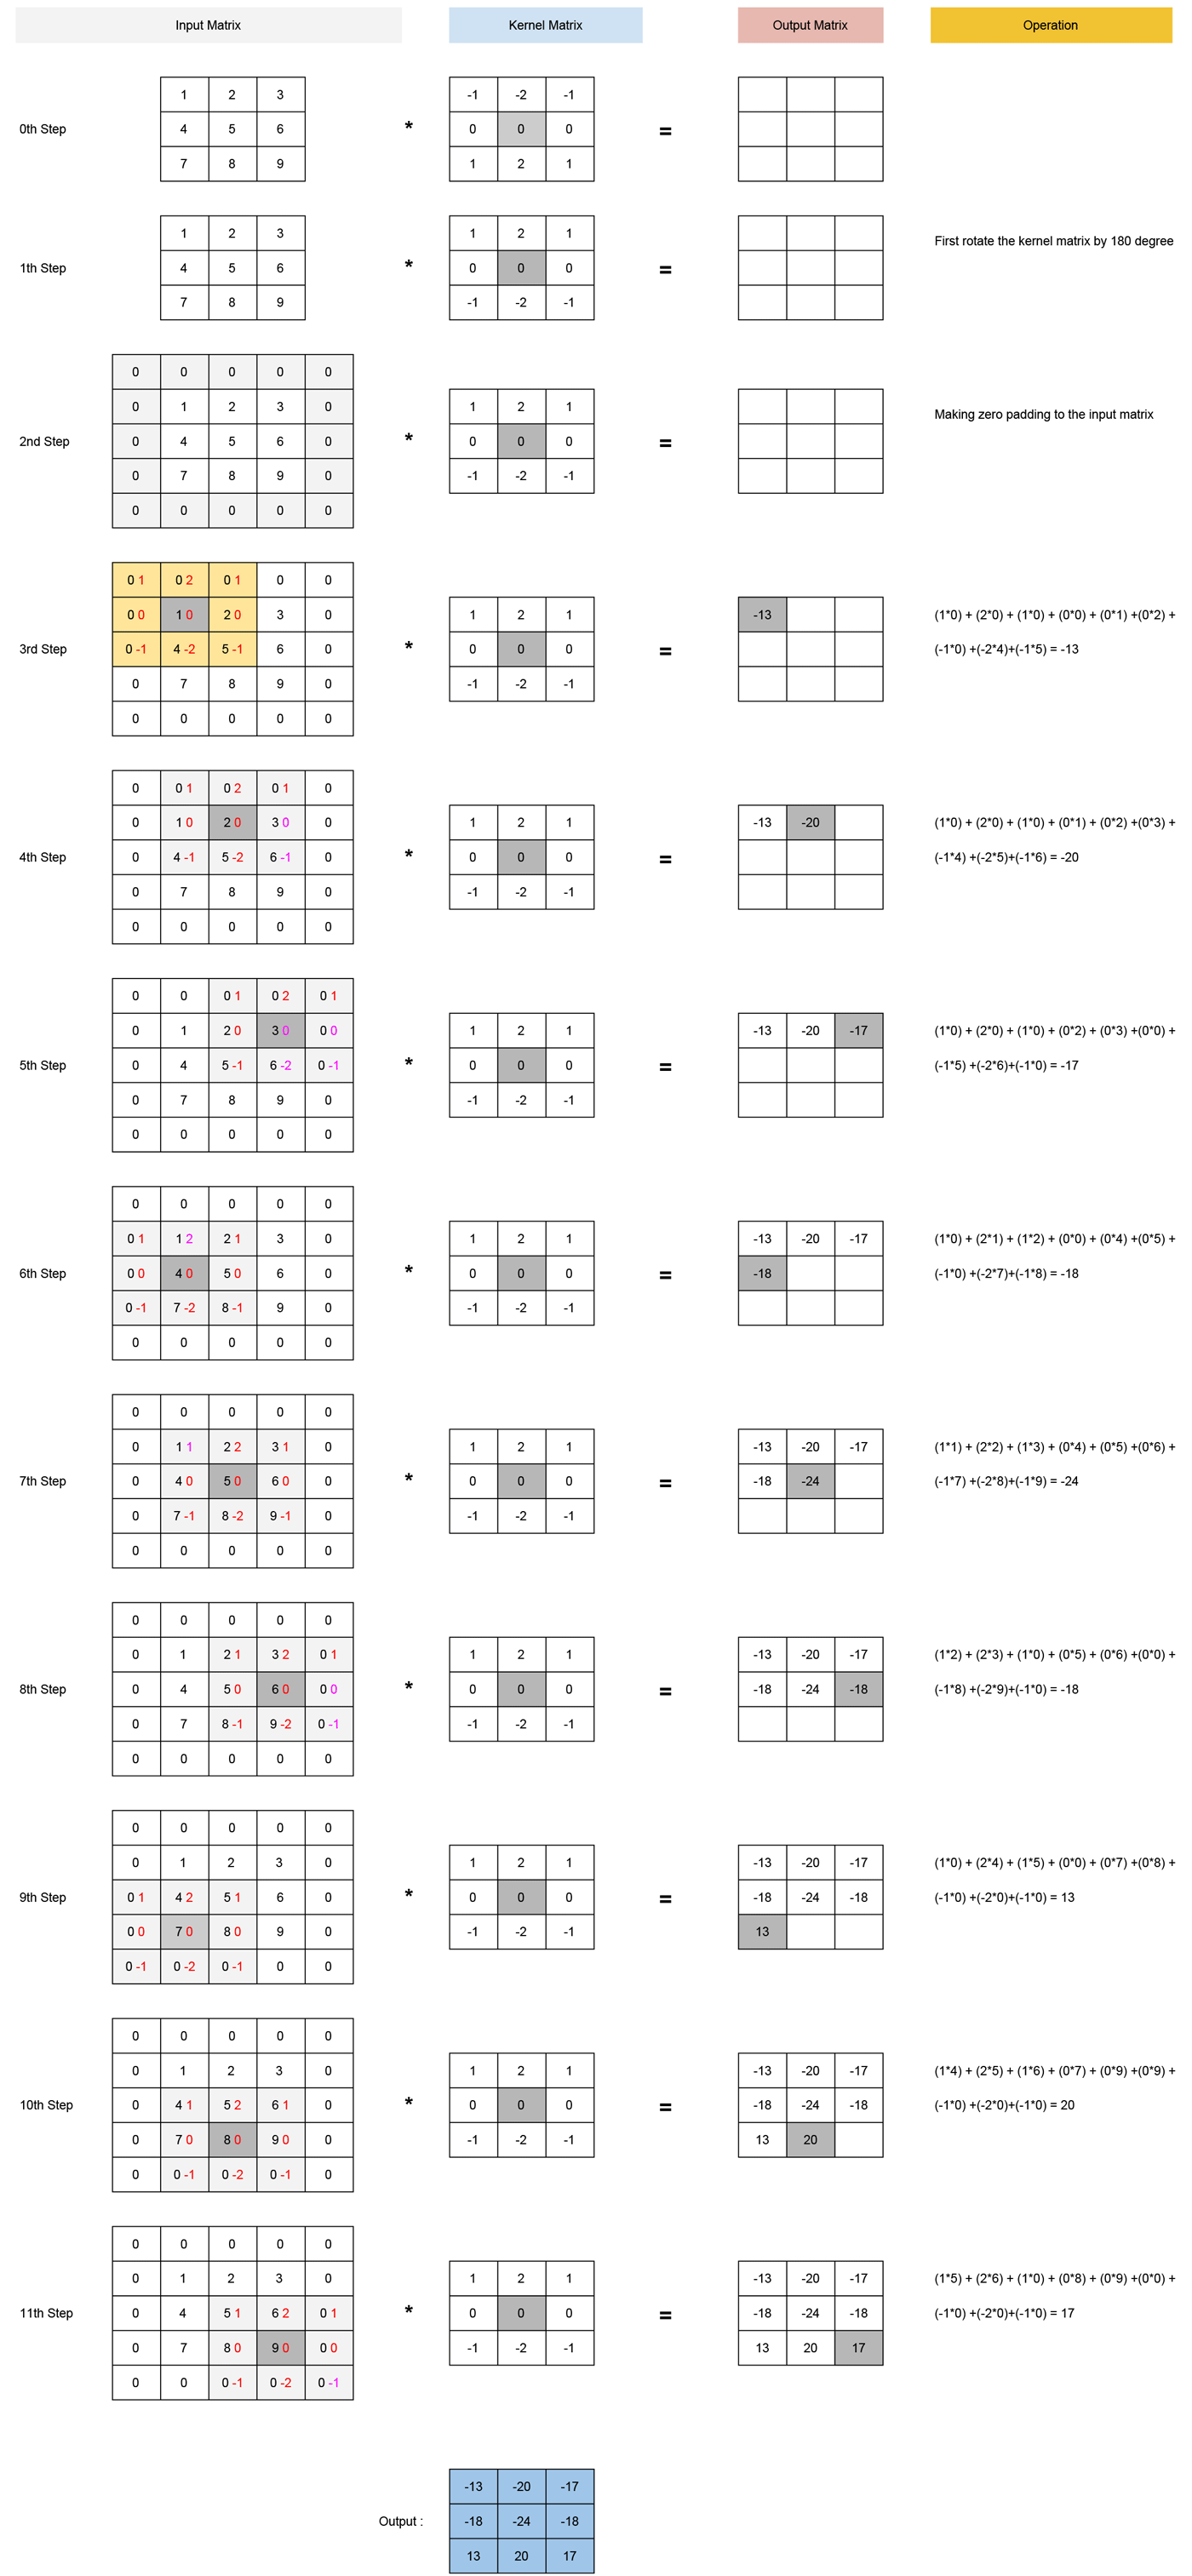 Input Matrix Kernel Matrix Output Matrix Operation
1 2 3 -1 -2 -1
0th Step 4 5 6 * 0 0 0 =
7 8 9 1 2 1
1 2 3 1 2 1 First rotate the kernel matrix by 180 degree
1th Step 4 5 6 * 0 0 0 =
7 8 9 -1 -2 -1
0 0 0 0 0
0 1 2 3 0 1 2 1 Making zero padding to the input matrix
2nd Step 0 4 5 6 0 * 0 0 0 =
0 7 8 9 0 -1 -2 -1
0 0 0 0 0
0 1 0 2 0 1 0 0
0 0 1 0 2 0 3 0 1 2 1 -13 (1*0) + (2*0) + (1*0) + (0*0) + (0*1) +(0*2) +
3rd Step 0 -1 4 -2 5 -1 6 0 * 0 0 0 = (-1*0) +(-2*4)+(-1*5) = -13
0 7 8 9 0 -1 -2 -1
0 0 0 0 0
0 0 1 0 2 0 1 0
0 1 0 2 0 3 0 0 1 2 1 -13 -20 (1*0) + (2*0) + (1*0) + (0*1) + (0*2) +(0*3) +
4th Step 0 4 -1 5 -2 6 -1 0 * 0 0 0 = (-1*4) +(-2*5)+(-1*6) = -20
0 7 8 9 0 -1 -2 -1
0 0 0 0 0
0 0 0 1 0 2 0 1
0 1 2 0 3 0 0 0 1 2 1 -13 -20 -17 (1*0) + (2*0) + (1*0) + (0*2) + (0*3) +(0*0) +
5th Step 0 4 5 -1 6 -2 0 -1 * 0 0 0 = (-1*5) +(-2*6)+(-1*0) = -17
0 7 8 9 0 -1 -2 -1
0 0 0 0 0
0 0 0 0 0
0 1 1 2 2 1 3 0 1 2 1 -13 -20 -17 (1*0) + (2*1) + (1*2) + (0*0) + (0*4) +(0*5) +
6th Step 0 0 4 0 5 0 6 0 * 0 0 0 = -18 (-1*0) +(-2*7)+(-1*8) = -18
0 -1 7 -2 8 -1 9 0 -1 -2 -1
0 0 0 0 0
0 0 0 0 0
0 1 1 2 2 3 1 0 1 2 1 -13 -20 -17 (1*1) + (2*2) + (1*3) + (0*4) + (0*5) +(0*6) +
7th Step 0 4 0 5 0 6 0 0 * 0 0 0 = -18 -24 (-1*7) +(-2*8)+(-1*9) = -24
0 7 -1 8 -2 9 -1 0 -1 -2 -1
0 0 0 0 0
0 0 0 0 0
0 1 2 1 3 2 0 1 1 2 1 -13 -20 -17 (1*2) + (2*3) + (1*0) + (0*5) + (0*6) +(0*0) +
8th Step 0 4 5 0 6 0 0 0 * 0 0 0 = -18 -24 -18 (-1*8) +(-2*9)+(-1*0) = -18
0 7 8 -1 9 -2 0 -1 -1 -2 -1
0 0 0 0 0
0 0 0 0 0
0 1 2 3 0 1 2 1 -13 -20 -17 (1*0) + (2*4) + (1*5) + (0*0) + (0*7) +(0*8) +
9th Step 0 1 4 2 5 1 6 0 * 0 0 0 = -18 -24 -18 (-1*0) +(-2*0)+(-1*0) = 13
0 0 7 0 8 0 9 0 -1 -2 -1 13
0 -1 0 -2 0 -1 0 0
0 0 0 0 0
0 1 2 3 0 1 2 1 -13 -20 -17 (1*4) + (2*5) + (1*6) + (0*7) + (0*9) +(0*9) +
10th Step 0 4 1 5 2 6 1 0 * 0 0 0 = -18 -24 -18 (-1*0) +(-2*0)+(-1*0) = 20
0 7 0 8 0 9 0 0 -1 -2 -1 13 20
0 0 -1 0 -2 0 -1 0
0 0 0 0 0
0 1 2 3 0 1 2 1 -13 -20 -17 (1*5) + (2*6) + (1*0) + (0*8) + (0*9) +(0*0) +
11th Step 0 4 5 1 6 2 0 1 * 0 0 0 = -18 -24 -18 (-1*0) +(-2*0)+(-1*0) = 17
0 7 8 0 9 0 0 0 -1 -2 -1 13 20 17
0 0 0 -1 0 -2 0 -1
-13 -20 -17
Output : -18 -24 -18
13 20 17